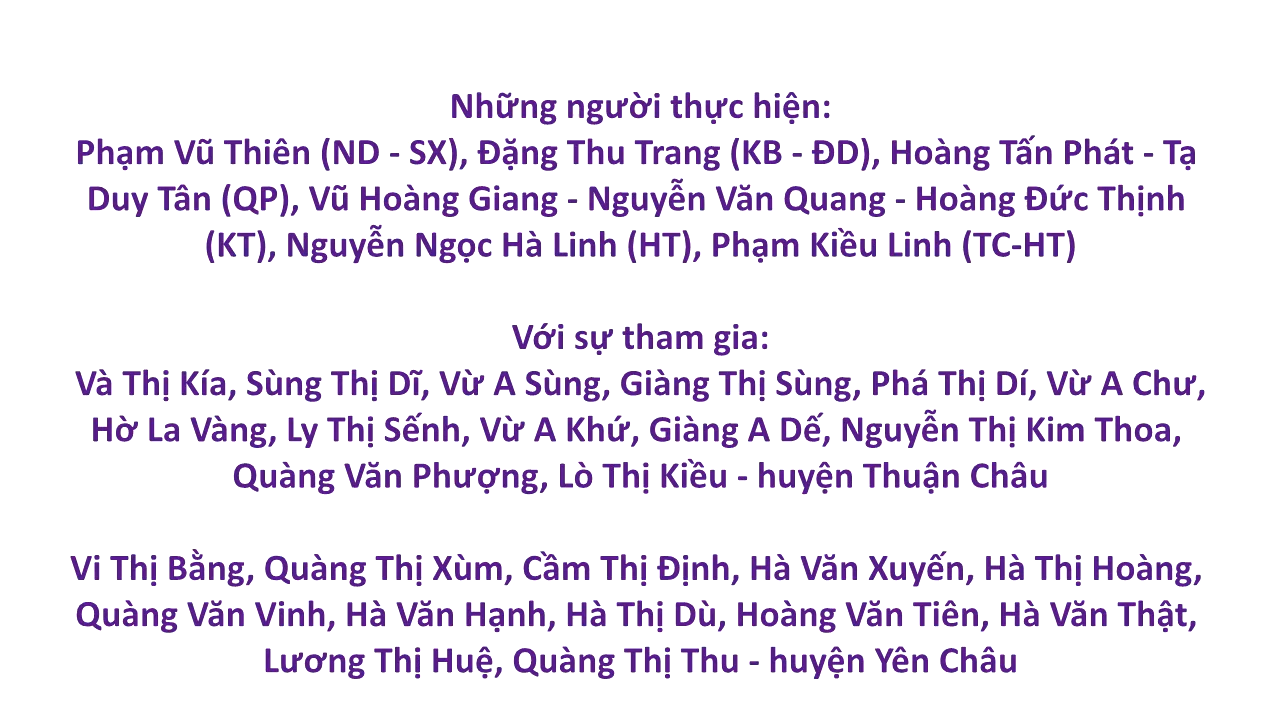 Những người thực hiện:
Phạm Vũ Thiên (ND - SX), Đặng Thu Trang (KB - ĐD), Hoàng Tấn Phát - Tạ
Duy Tân (QP), Vũ Hoàng Giang - Nguyễn Văn Quang - Hoàng Đức Thịnh
(KT), Nguyễn Ngọc Hà Linh (HT), Phạm Kiều Linh (TC-HT)
Với sự tham gia:
Và Thị Kía, Sùng Thị Dĩ, Vừ A Sùng, Giàng Thị Sùng, Phá Thị Dí, Vừ A Chư,
Hờ La Vàng, Ly Thị Sếnh, Vừ A Khứ, Giàng A Dế, Nguyễn Thị Kim Thoa,
Quàng Văn Phượng, Lò Thị Kiều - huyện Thuận Châu
Vi Thị Bằng, Quàng Thị Xùm, Cầm Thị Định, Hà Văn Xuyến, Hà Thị Hoàng,
Quàng Văn Vinh, Hà Văn Hạnh, Hà Thị Dù, Hoàng Văn Tiên, Hà Văn Thật,
Lương Thị Huệ, Quàng Thị Thu - huyện Yên Châu